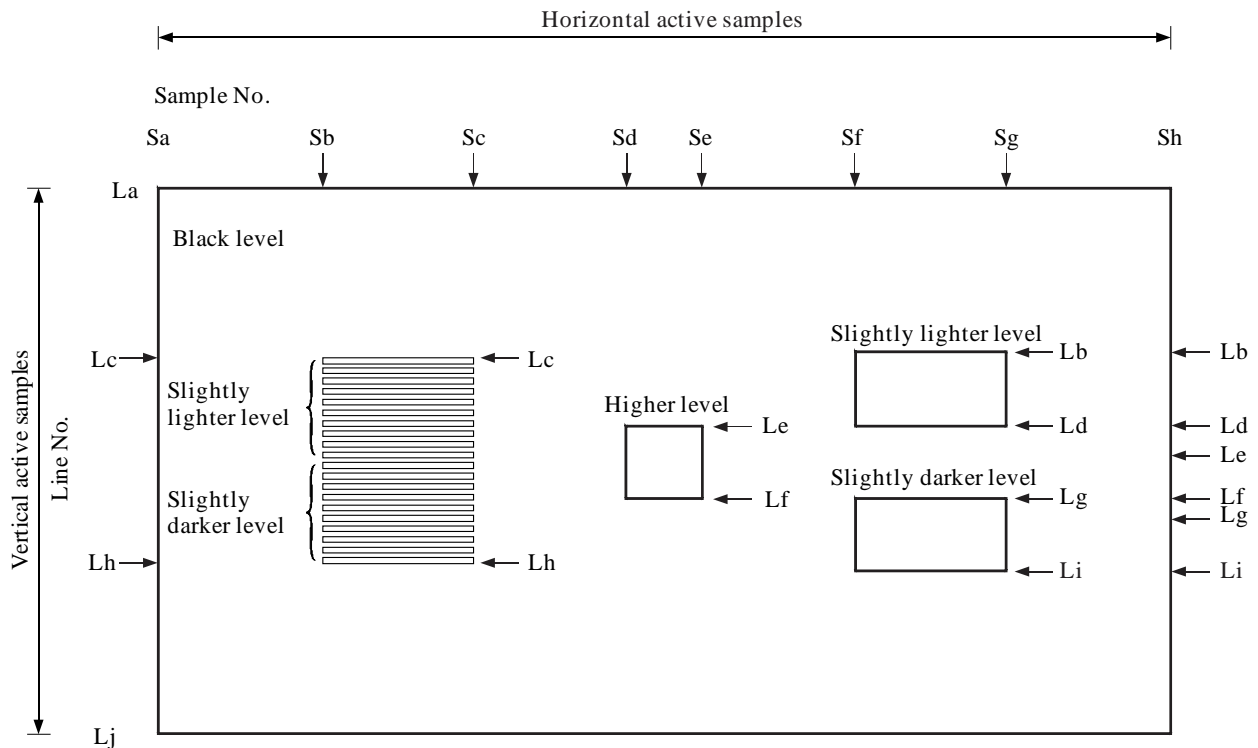 Horizontal active samples
Sample No.
Sa Sb Sc Sd Se Sf Sg Sh
La
Black level
Slightly lighter level
Lc Lc Lb Lb
Slightly
lighter level
Higher level
Le Ld Ld
Le
Slightly
darker level
Slightly darker level
Lf Lg Lf
Lg
Lh Lh Li Li
Lj
Vertical active samples
Line No.